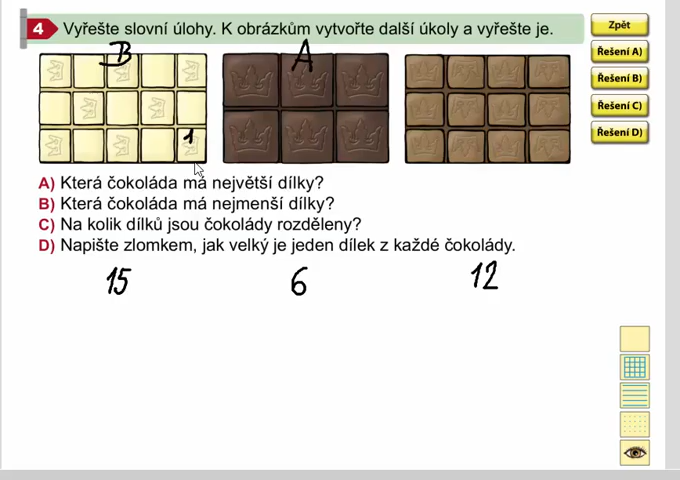 4 Vyřešte slovní úlohy. K obrázkům vytvořte další úkoly a vyřešte je.
Zpět
Řešení A)
Řešení B)
Řešení C)
Řešení D)
B
A
1
A) Která čokoláda má největší dílky?
B) Která čokoláda má nejmenší dílky?
C) Na kolik dílků jsou čokolády rozděleny?
D) Napište zlomkem, jak velký je jeden dílek z každé čokolády.
15 6 12